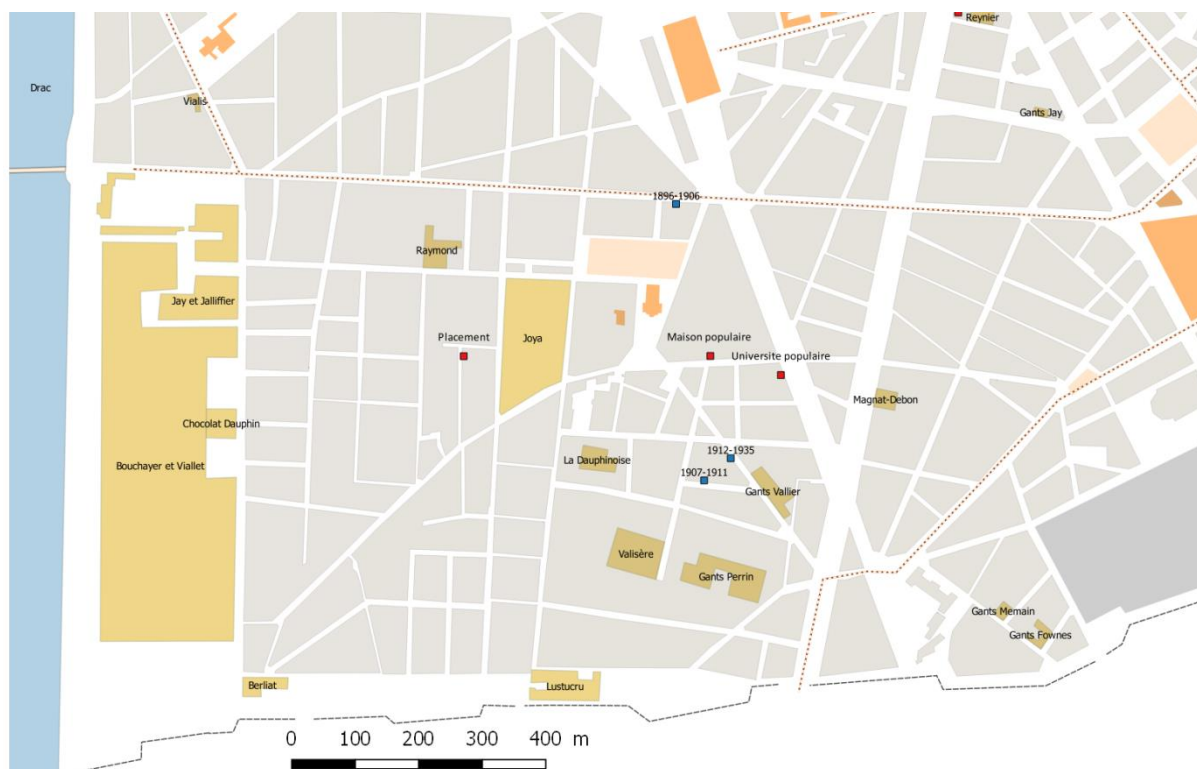 Reynier
Drac
Vialis
Gants Jay
1896-1906
Raymond
Jay et Jalliffier
Placement
Joya
Maison populaire
Universite populaire
Magnat-Debon
Chocolat Dauphin
Bouchayer et Viallet
La Dauphinoise
1912-1935
1907-1911
Gants Vallier
Valisère
Gants Perrin
Gants Memain
Gants Fownes
Berliat
Lustucru
0 100 200 300 400 m